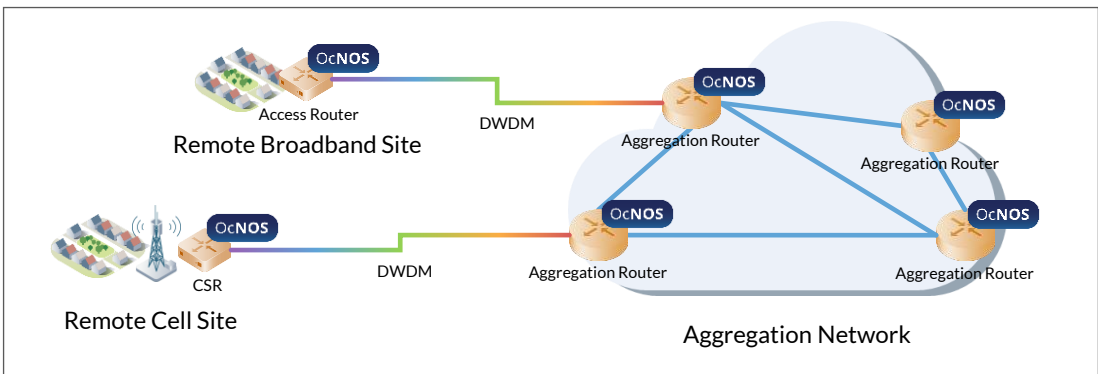 OcNOS
Access Router
Remote Broadband Site
DWDM
OcNOS
Aggregation Router
OcNOS
Aggregation Router
OcNOS
CSR
Remote Cell Site
DWDM
OcNOS
Aggregation Router
OcNOS
Aggregation Router
Aggregation Network